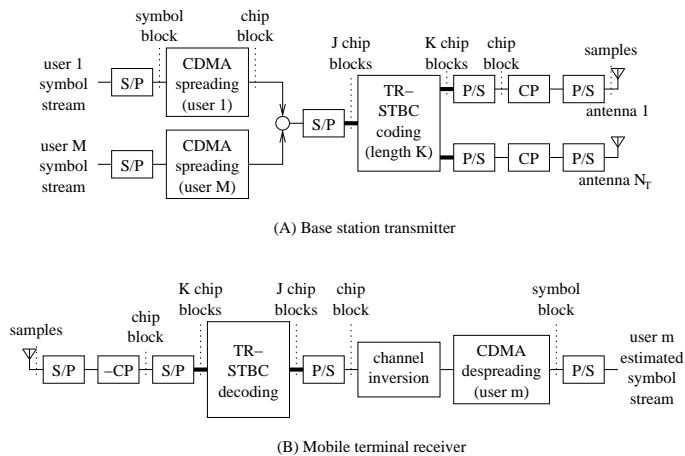 symbol block
chip block
J chip blocks
K chip blocks
chip block
samples
user 1 symbol stream
S/P
CDMA spreading (user 1)
S/P
TR– STBC coding (length K)
P/S
CP
P/S
antenna 1
user M symbol stream
S/P
CDMA spreading (user M)
P/S
CP
P/S
antenna N_T
(A) Base station transmitter
samples
chip block
K chip blocks
J chip blocks
chip block
symbol block
S/P
–CP
S/P
TR– STBC decoding
P/S
channel inversion
CDMA despreading (user m)
P/S
user m estimated symbol stream
(B) Mobile terminal receiver